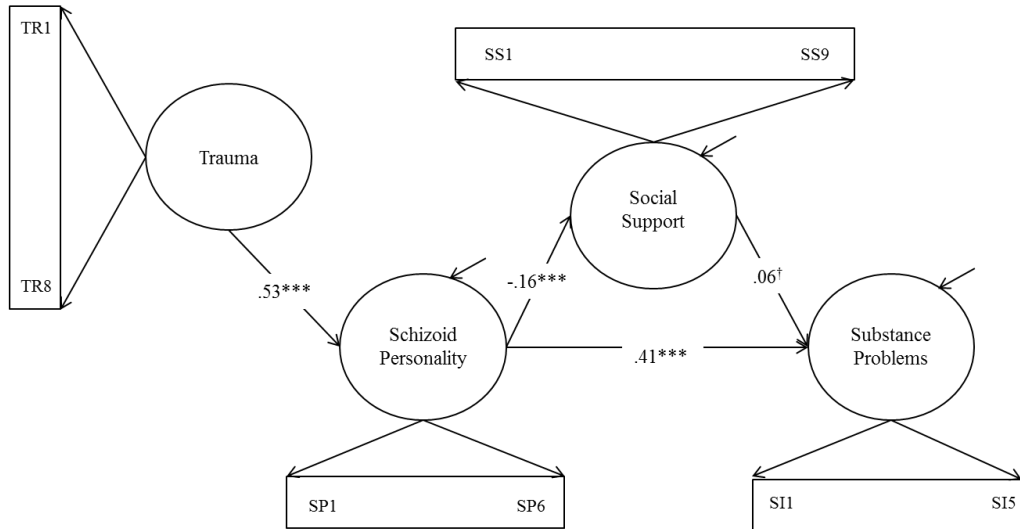 TR1
SS1 SS9
Trauma
Social
Support
TR8
.53***
-.16***
.06†
Schizoid
Personality
.41***
Substance
Problems
SP1 SP6
SI1 SI5